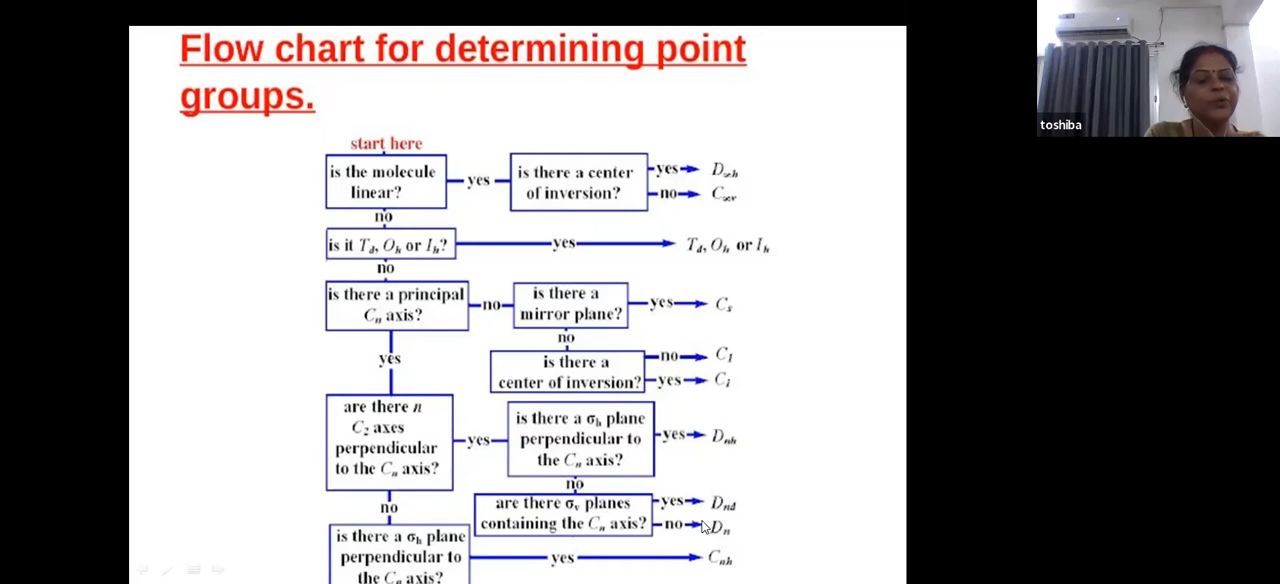 Flow chart for determining point
groups.
toshiba
start here
is the molecule
linear?
yes
is there a center
of inversion?
yes
D∞h
no
C∞v
no
is it Td, Oh or Ih?
yes
Td, Oh or Ih
no
is there a principal
Cn axis?
no
is there a
mirror plane?
yes
Cs
no
is there a
center of inversion?
no
C1
yes
Ci
yes
are there n
C2 axes
perpendicular
to the Cn axis?
yes
is there a σh plane
perpendicular to
the Cn axis?
yes
Dnh
no
are there σv planes
containing the Cn axis?
yes
Dnd
no
Dn
no
is there a σh plane
perpendicular to
the Cn axis?
yes
Cnh